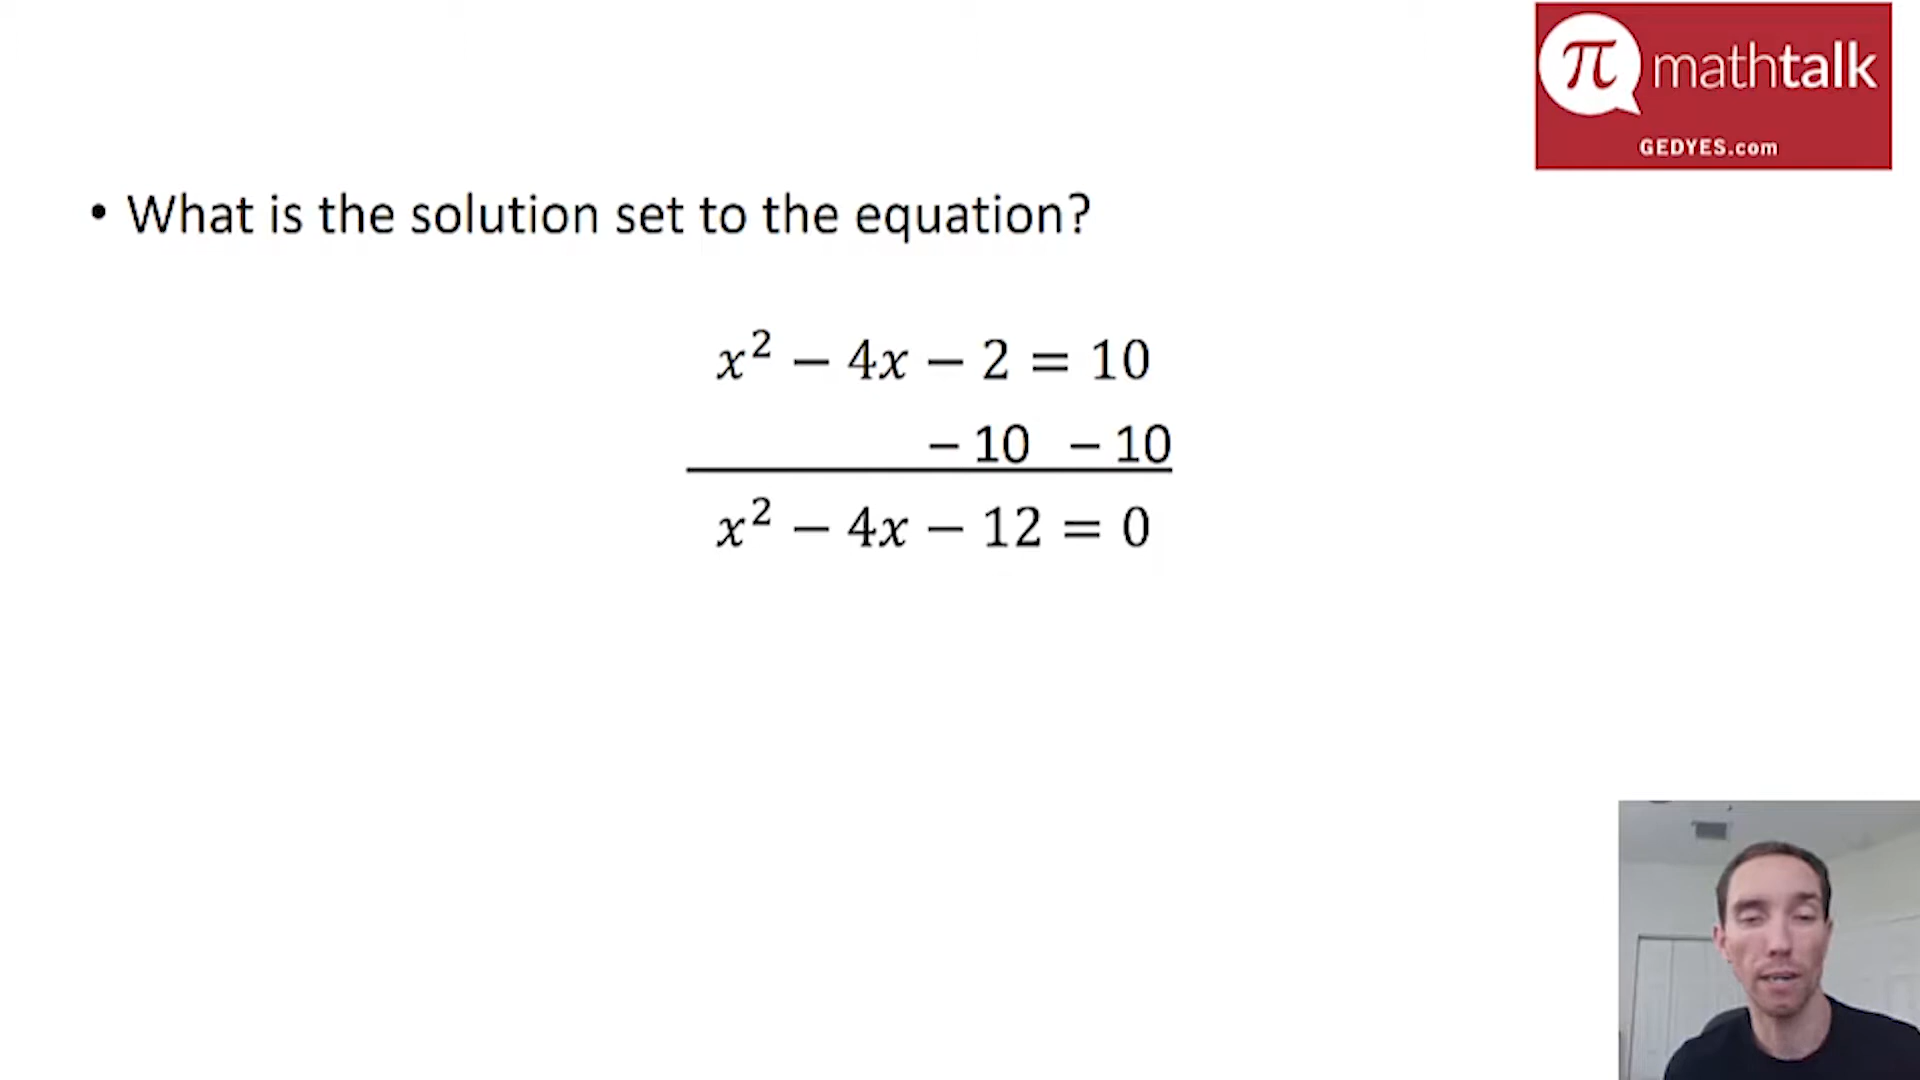 π mathtalk
GEDYES.com
• What is the solution set to the equation?
x² − 4x − 2 = 10
− 10 − 10
x² − 4x − 12 = 0